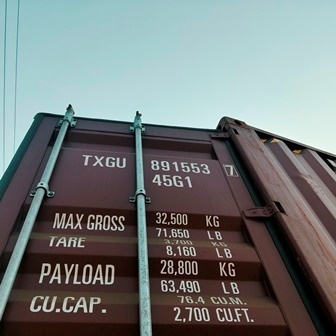 TXGU 891553 7
45G1
MAX GROSS 32,500 KG
71,650 LB
TARE 3,700 KG
8,160 LB
PAYLOAD 28,800 KG
63,490 LB
CU.CAP. 76.4 CU.M.
2,700 CU.FT.